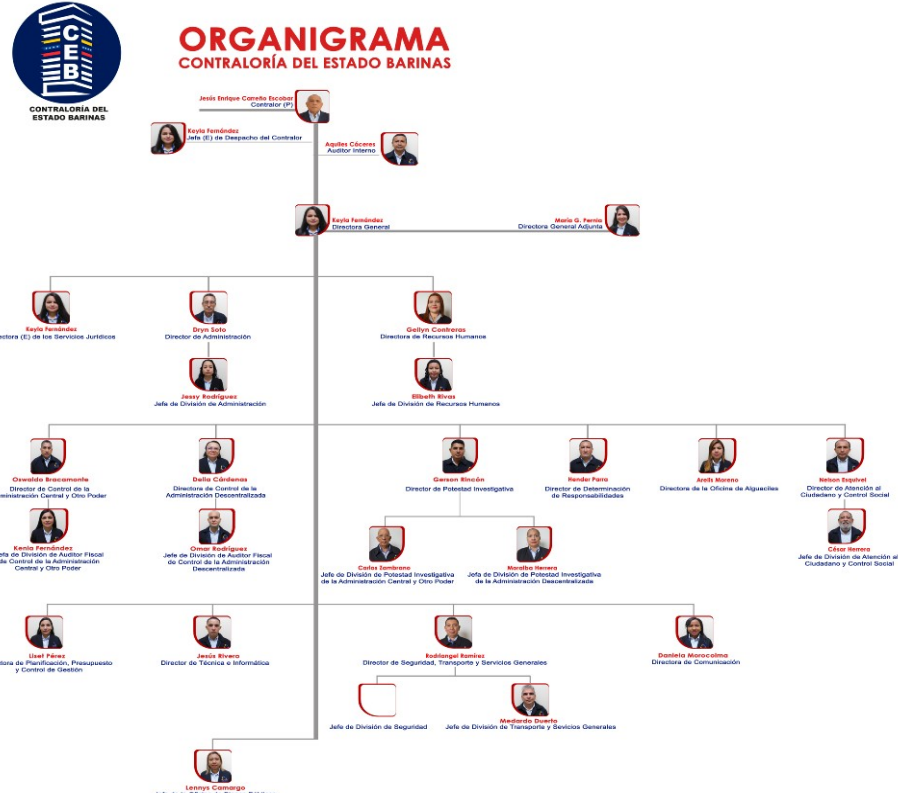 CEB
CONTRALORÍA DEL
ESTADO BARINAS
ORGANIGRAMA
CONTRALORÍA DEL ESTADO BARINAS
Jesús Enrique Carreño Escobar
Contralor (P)
Keyla Fernández
Jefa (E) de Despacho del Contralor
Aquiles Cáceres
Auditor Interno
Keyla Fernández
Directora General
María G. Pernía
Directora General Adjunta
Keyla Fernández
ectora (E) de los Servicios Jurídicos
Dryn Soto
Director de Administración
Geilyn Contreras
Directora de Recursos Humanos
Jessy Rodríguez
Jefa de División de Administración
Elibeth Rivas
Jefa de División de Recursos Humanos
Oswaldo Bracamonte
Director de Control de la
ministración Central y Otro Poder
Delia Cárdenas
Directora de Control de la
Administración Descentralizada
Gerson Rincón
Director de Potestad Investigativa
Hender Parra
Director de Determinación
de Responsabilidades
Arelis Moreno
Directora de la Oficina de Alguaciles
Nelson Esquivel
Director de Atención al
Ciudadano y Control Social
Kenia Fernández
efa de División de Auditor Fiscal
de Control de la Administración
Central y Otro Poder
Omar Rodríguez
Jefe de División de Auditor Fiscal
de Control de la Administración
Descentralizada
Carlos Zambrano
Jefe de División de Potestad Investigativa
de la Administración Central y Otro Poder
Herrera
Jefa de División de Potestad Investigativa
de la Administración Descentralizada
César Herrera
Jefe de División de Atención al
Ciudadano y Control Social
Liset Pérez
tora de Planificación, Presupuesto
y Control de Gestión
Jesús Rivera
Director de Técnica e Informática
Rodriangel Ramírez
Director de Seguridad, Transporte y Servicios Generales
Daniela Morocoima
Directora de Comunicación
Jefe de División de Seguridad
Medardo Duerto
Jefe de División de Transporte y Sevicios Generales
Lennys Camargo